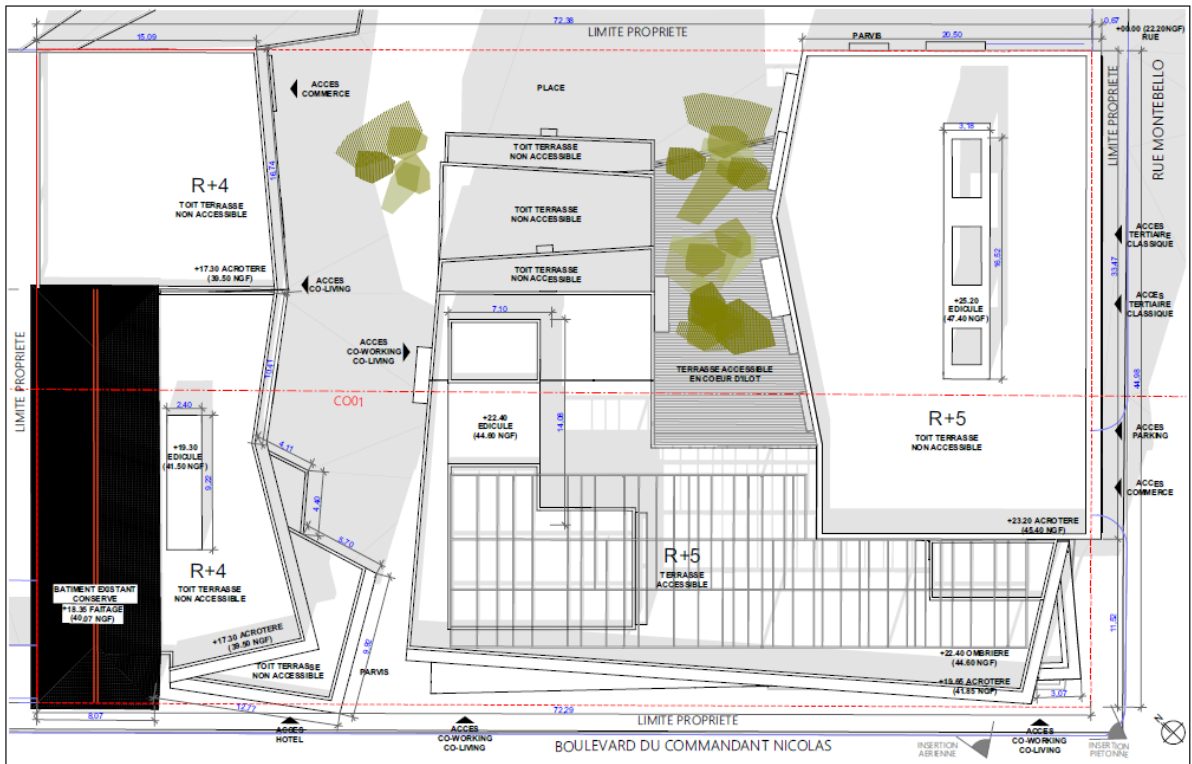 72.38
0.67
LIMITE PROPRIETE
15.09
PARVIS
20.50
+00.00 (22.20NGF)
RUE
ACCES
COMMERCE
PLACE
LIMITE PROPRIETE
RUE MONTEBELLO
3.18
TOIT TERRASSE
NON ACCESSIBLE
16.74
R+4
TOIT TERRASSE
NON ACCESSIBLE
TOIT TERRASSE
NON ACCESSIBLE
ACCES
TERTIAIRE
CLASSIQUE
16.52
33.47
+17.30 ACROTERE
(39.50 NGF)
ACCES
CO-LIVING
TOIT TERRASSE
NON ACCESSIBLE
+25.20
EDICULE
(47.40 NGF)
ACCES
TERTIAIRE
CLASSIQUE
7.10
ACCES
CO-WORKING
CO-LIVING
LIMITE PROPRIETE
10.41
TERRASSE ACCESSIBLE
EN COEUR D'ILOT
44.98
CO01
2.40
+22.40
EDICULE
(44.60 NGF)
14.08
R+5
TOIT TERRASSE
NON ACCESSIBLE
ACCES
PARKING
+19.30
EDICULE
(41.50 NGF)
9.22
4.11
4.40
ACCES
COMMERCE
5.70
+23.20 ACROTERE
(45.40 NGF)
R+4
TOIT TERRASSE
NON ACCESSIBLE
R+5
TERRASSE
ACCESSIBLE
BATIMENT EXISTANT
CONSERVE
+18.35 FAITAGE
(40.07 NGF)
11.52
+17.30 ACROTERE
(39.50 NGF)
9.92
TOIT TERRASSE
NON ACCESSIBLE
PARVIS
+22.40 OMBRIERE
(44.60 NGF)
+19.65 ACROTERE
(41.85 NGF)
3.07
8.07
12.77
72.29
LIMITE PROPRIETE
ACCES
HOTEL
ACCES
CO-WORKING
CO-LIVING
BOULEVARD DU COMMANDANT NICOLAS
INSERTION
AERIENNE
ACCES
CO-WORKING
CO-LIVING
INSERTION
PIETONNE
N